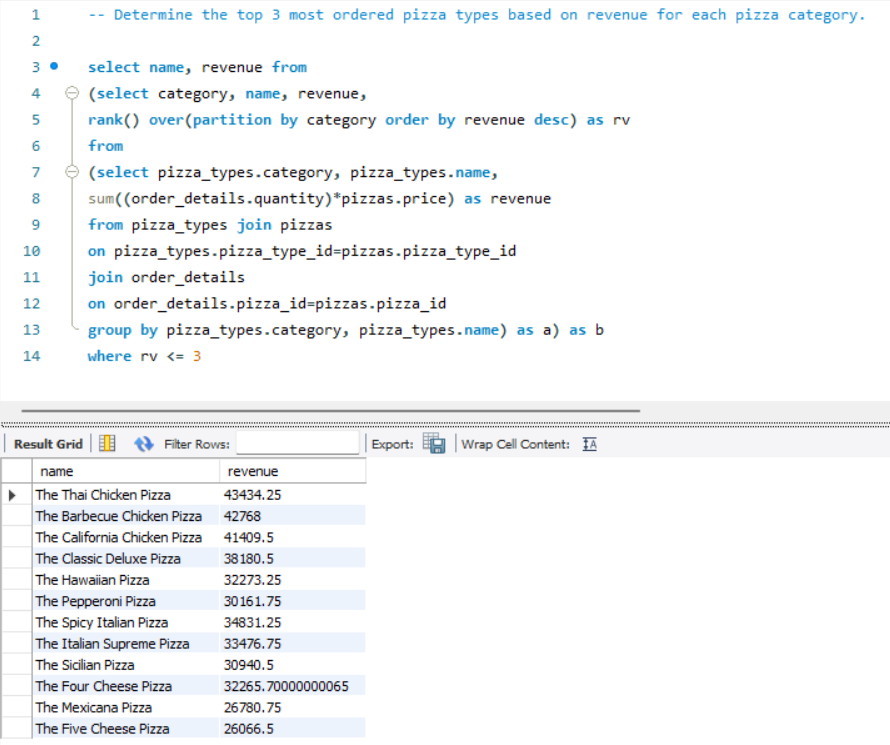 1 -- Determine the top 3 most ordered pizza types based on revenue for each pizza category.
2
3 select name, revenue from
4 (select category, name, revenue,
5 rank() over(partition by category order by revenue desc) as rv
6 from
7 (select pizza_types.category, pizza_types.name,
8 sum((order_details.quantity)*pizzas.price) as revenue
9 from pizza_types join pizzas
10 on pizza_types.pizza_type_id=pizzas.pizza_type_id
11 join order_details
12 on order_details.pizza_id=pizzas.pizza_id
13 group by pizza_types.category, pizza_types.name) as a) as b
14 where rv <= 3
Result Grid Filter Rows: Export: Wrap Cell Content: IA
name revenue
The Thai Chicken Pizza 43434.25
The Barbecue Chicken Pizza 42768
The California Chicken Pizza 41409.5
The Classic Deluxe Pizza 38180.5
The Hawaiian Pizza 32273.25
The Pepperoni Pizza 30161.75
The Spicy Italian Pizza 34831.25
The Italian Supreme Pizza 33476.75
The Sicilian Pizza 30940.5
The Four Cheese Pizza 32265.70000000065
The Mexicana Pizza 26780.75
The Five Cheese Pizza 26066.5